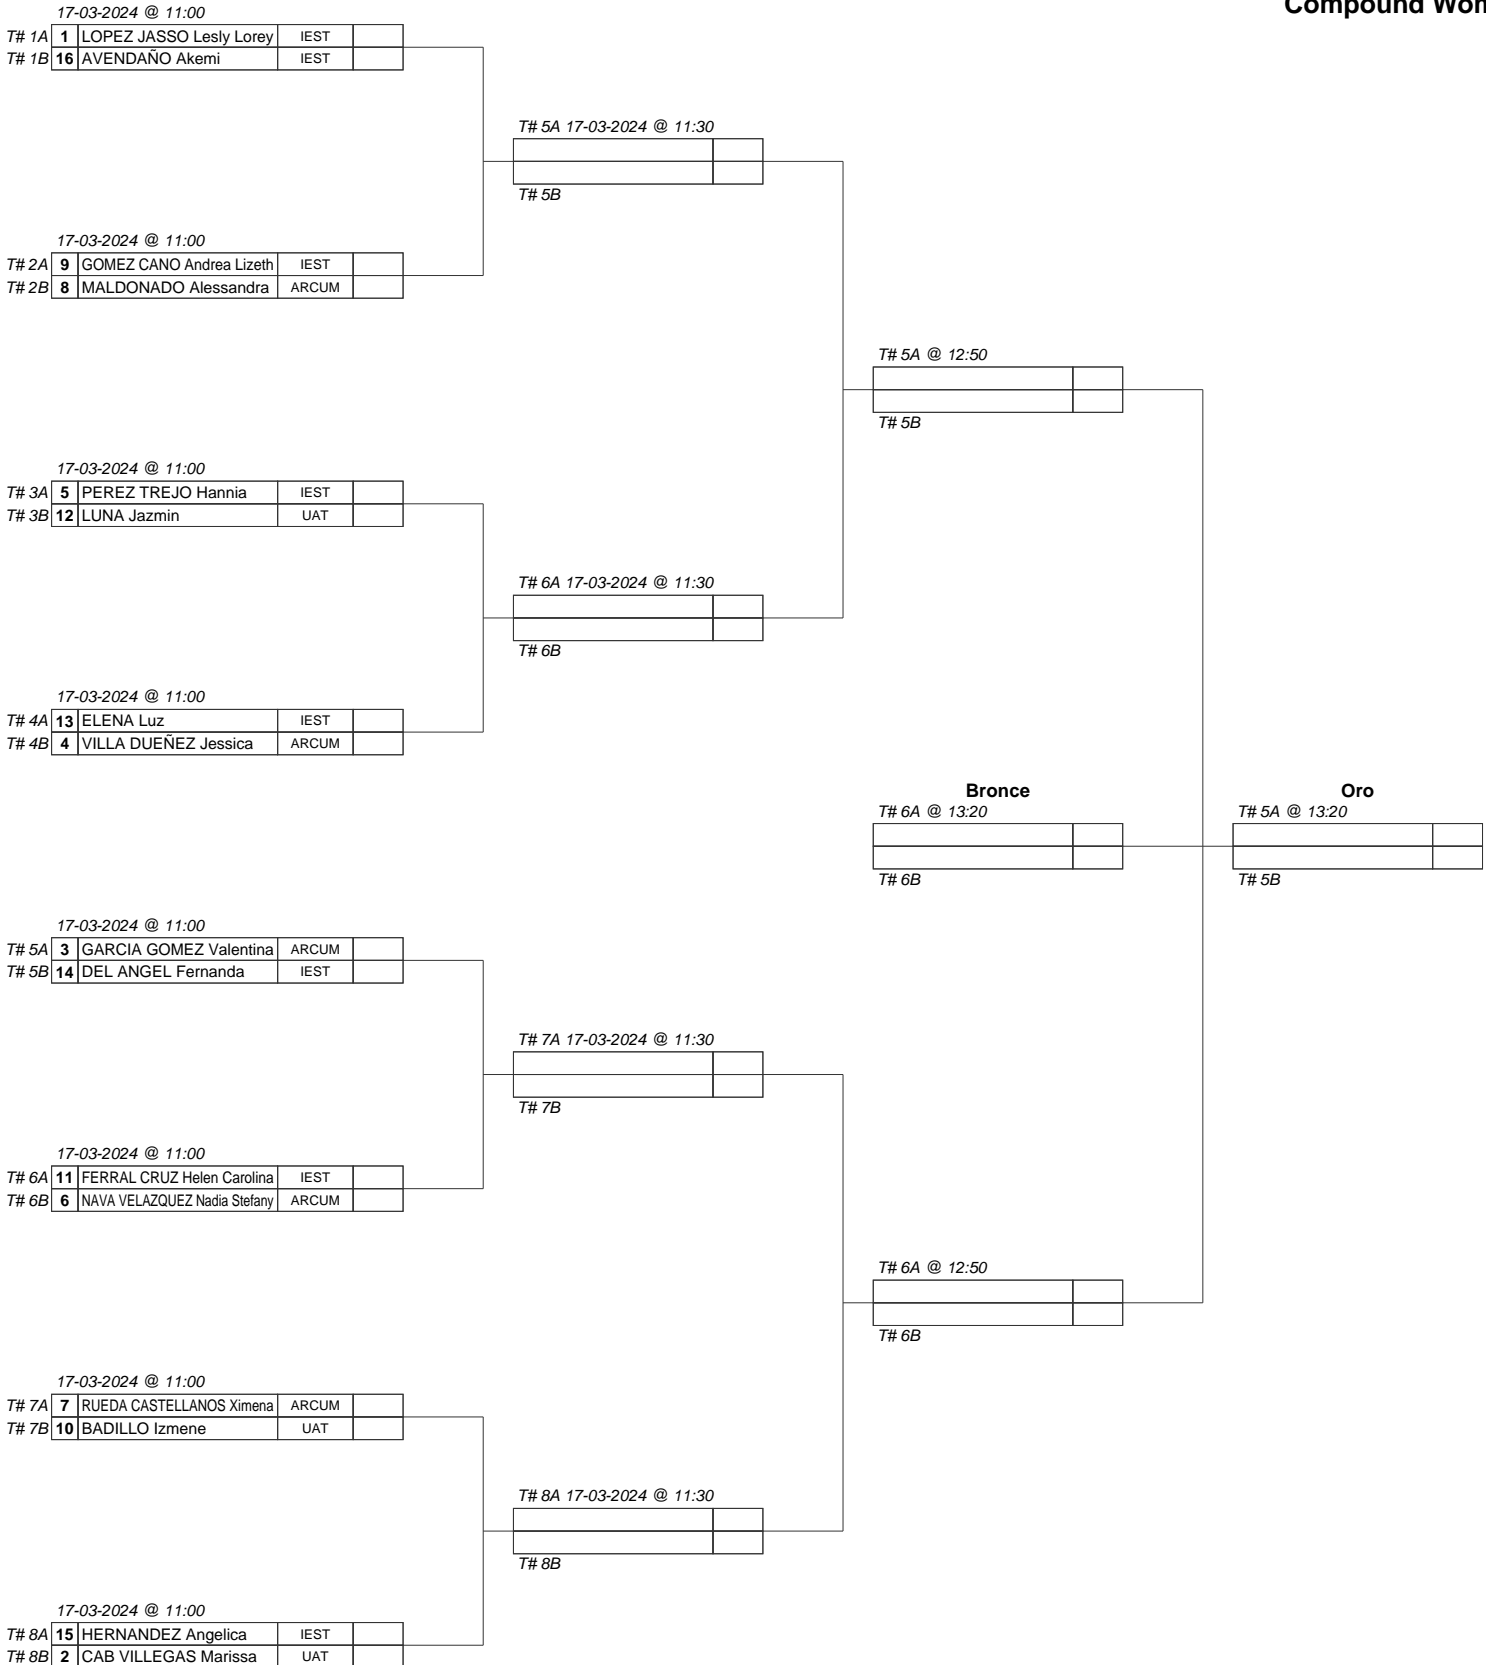 Compound Wom
17-03-2024 @ 11:00
T# 1A 1 LOPEZ JASSO Lesly Lorey IEST
T# 1B 16 AVENDAÑO Akemi IEST
T# 5A 17-03-2024 @ 11:30
T# 5B
17-03-2024 @ 11:00
T# 2A 9 GOMEZ CANO Andrea Lizeth IEST
T# 2B 8 MALDONADO Alessandra ARCUM
T# 5A @ 12:50
T# 5B
17-03-2024 @ 11:00
T# 3A 5 PEREZ TREJO Hannia IEST
T# 3B 12 LUNA Jazmin UAT
T# 6A 17-03-2024 @ 11:30
T# 6B
17-03-2024 @ 11:00
T# 4A 13 ELENA Luz IEST
T# 4B 4 VILLA DUEÑEZ Jessica ARCUM
Bronce
T# 6A @ 13:20
T# 6B
Oro
T# 5A @ 13:20
T# 5B
17-03-2024 @ 11:00
T# 5A 3 GARCIA GOMEZ Valentina ARCUM
T# 5B 14 DEL ANGEL Fernanda IEST
T# 7A 17-03-2024 @ 11:30
T# 7B
17-03-2024 @ 11:00
T# 6A 11 FERRAL CRUZ Helen Carolina IEST
T# 6B 6 NAVA VELAZQUEZ Nadia Stefany ARCUM
T# 6A @ 12:50
T# 6B
17-03-2024 @ 11:00
T# 7A 7 RUEDA CASTELLANOS Ximena ARCUM
T# 7B 10 BADILLO Izmene UAT
T# 8A 17-03-2024 @ 11:30
T# 8B
17-03-2024 @ 11:00
T# 8A 15 HERNANDEZ Angelica IEST
T# 8B 2 CAB VILLEGAS Marissa UAT